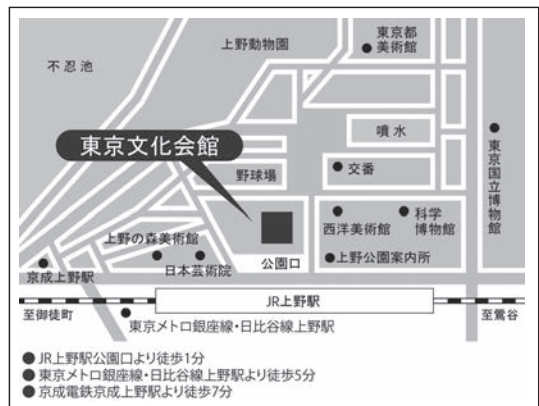 上野動物園
東京都
美術館
不忍池
噴水
東京文化会館
東京国立博物館
野球場
交番
西洋美術館
科学
博物館
上野の森美術館
日本芸術院
公園口
上野公園案内所
京成上野駅
JR上野駅
至御徒町
東京メトロ銀座線・日比谷線上野駅
至鶯谷
●JR上野駅公園口より徒歩1分
●東京メトロ銀座線・日比谷線上野駅より徒歩5分
●京成電鉄京成上野駅より徒歩7分